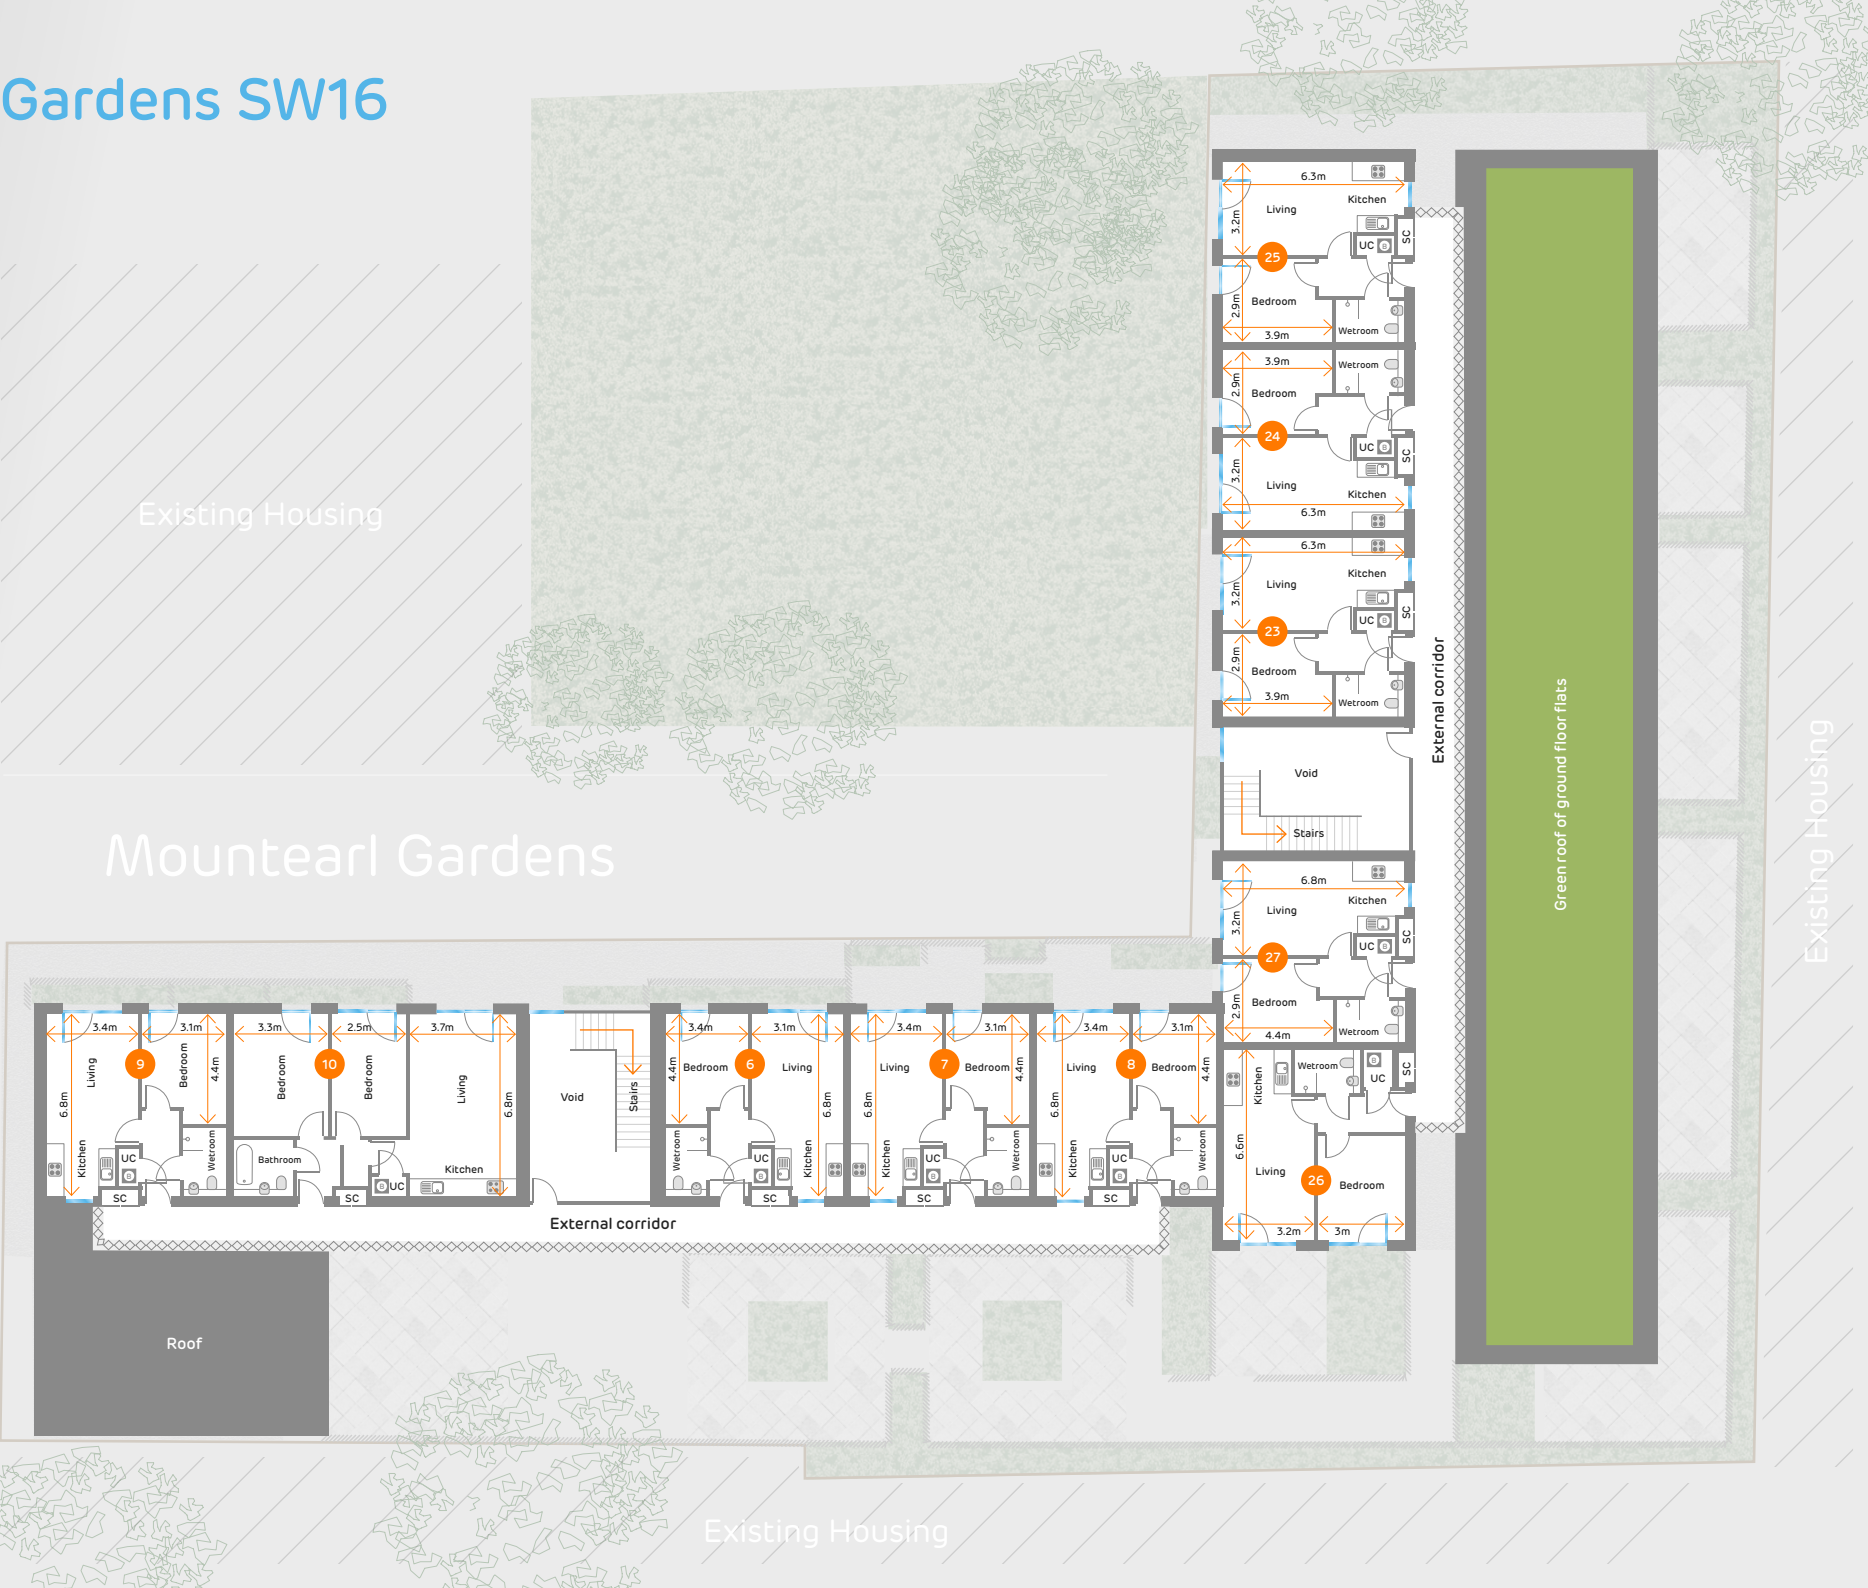 Gardens SW16
Existing Housing
Mountearl Gardens
6.3m
Kitchen
Living
3.2m
UC
B
SC
25
Bedroom
2.9m
Wetroom
3.9m
3.9m
Wetroom
2.9m
Bedroom
24
UC
B
SC
3.2m
Living
Kitchen
6.3m
6.3m
Kitchen
Living
3.2m
UC
B
SC
23
2.9m
Bedroom
3.9m
Wetroom
External corridor
Void
Stairs
6.8m
Kitchen
Living
3.2m
UC
B
SC
27
2.9m
Bedroom
4.4m
Wetroom
Kitchen
Wetroom
B
UC
SC
6.6m
Living
26
Bedroom
3.2m
3m
Green roof of ground floor flats
Existing Housing
3.4m
3.1m
Living
9
Bedroom
4.4m
6.8m
Kitchen
UC
B
Wetroom
SC
3.3m
2.5m
3.7m
Bedroom
10
Bedroom
Living
6.8m
Bathroom
Kitchen
B
UC
SC
Void
Stairs
3.4m
3.1m
4.4m
Bedroom
6
Living
6.8m
Wetroom
UC
B
Kitchen
SC
3.4m
3.1m
Living
7
Bedroom
4.4m
6.8m
Kitchen
UC
B
Wetroom
SC
3.4m
3.1m
Living
8
Bedroom
4.4m
6.8m
Kitchen
UC
B
Wetroom
SC
External corridor
Roof
Existing Housing